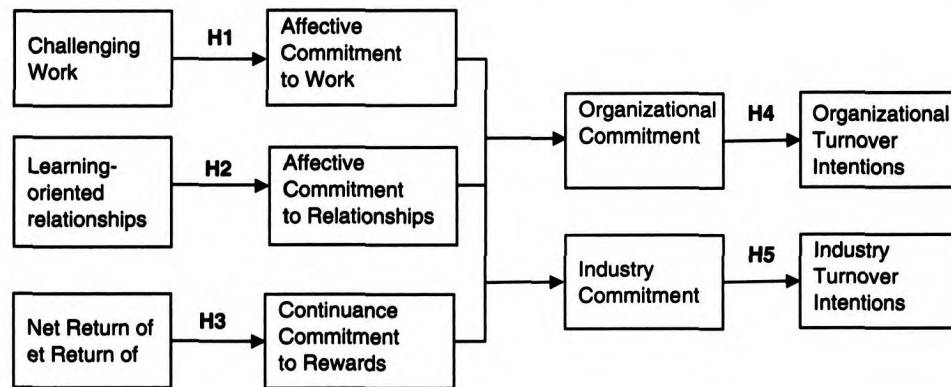 Challenging
Work
H1
Affective
Commitment
to Work
Learning-
oriented
relationships
H2
Affective
Commitment
to Relationships
Net Return of
et Return of
H3
Continuance
Commitment
to Rewards
Organizational
Commitment
H4
Organizational
Turnover
Intentions
Industry
Commitment
H5
Industry
Turnover
Intentions